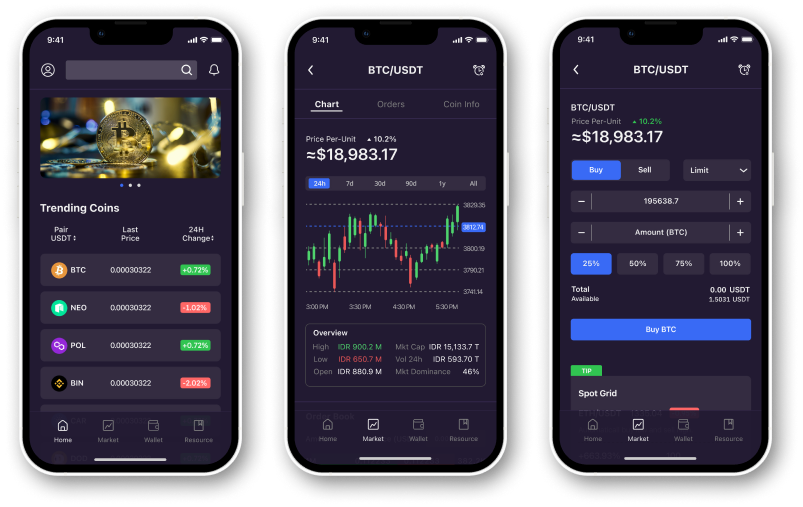 9:41
Trending Coins
Pair USDT Last Price 24H Change
BTC 0.00030322 +0.72%
NEO 0.00030322 -1.02%
POL 0.00030322 +0.72%
BIN 0.00030322 -2.02%
Home Market Wallet Resource
9:41
BTC/USDT
Chart Orders Coin Info
Price Per-Unit 10.2%
≈$18,983.17
24h 7d 30d 90d 1y All
3829.35
3812.74
3800.19
3790.21
3741.14
3:00 PM 3:30 PM 4:30 PM 5:30 PM
Overview
High IDR 900.2 M Mkt Cap IDR 15,133.7 T
Low IDR 650.7 M Vol 24h IDR 593.70 T
Open IDR 880.9 M Mkt Dominance 46%
Home Market Wallet Resource
9:41
BTC/USDT
BTC/USDT
Price Per-Unit 10.2%
≈$18,983.17
Buy Sell Limit
− 195638.7 +
− Amount (BTC) +
25% 50% 75% 100%
Total 0.00 USDT
Available 1.5031 USDT
Buy BTC
TIP
Spot Grid
Home Market Wallet Resource